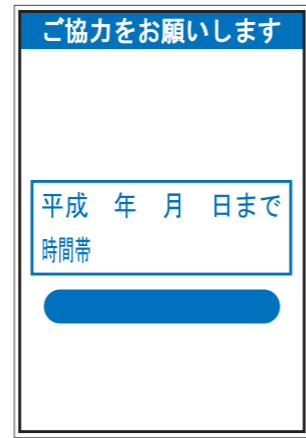 ご協力をお願いします
平成　年　月　日まで
時間帯